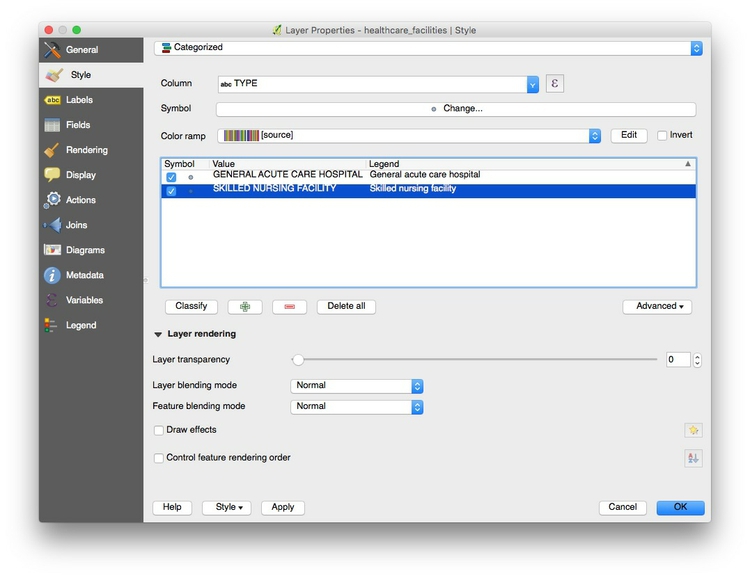 Layer Properties - healthcare_facilities | Style
General
Style
abc Labels
Fields
Rendering
Display
Actions
Joins
Diagrams
Metadata
Variables
Legend
Categorized
Column abc TYPE ε
Symbol Change...
Color ramp [source] Edit Invert
Symbol Value Legend
GENERAL ACUTE CARE HOSPITAL General acute care hospital
SKILLED NURSING FACILITY Skilled nursing facility
Classify Delete all Advanced
Layer rendering
Layer transparency 0
Layer blending mode Normal
Feature blending mode Normal
Draw effects
Control feature rendering order
Help Style Apply Cancel OK